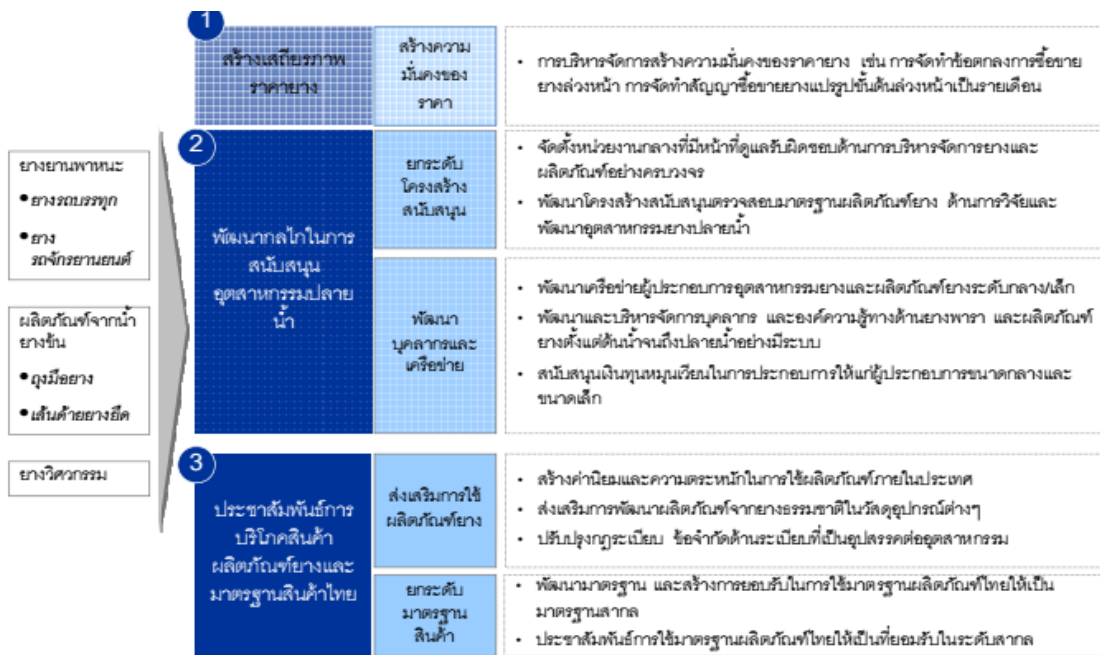 ยางยานพาหนะ
• ยางรถบรรทุก
• ยาง
รถจักรยานยนต์
ผลิตภัณฑ์จากน้ำ
ยางข้น
• ถุงมือยาง
• เส้นด้ายยางยืด
ยางวิศวกรรม
1
สร้างเสถียรภาพ
ราคายาง
สร้างความ
มั่นคงของ
ราคา
• การบริหารจัดการสร้างความมั่นคงของราคายาง เช่น การจัดทำข้อตกลงการซื้อขาย
ยางล่วงหน้า การจัดทำสัญญาซื้อขายยางแปรรูปขั้นต้นล่วงหน้าเป็นรายเดือน
2
พัฒนากลไกในการ
สนับสนุน
อุตสาหกรรมปลาย
น้ำ
ยกระดับ
โครงสร้าง
สนับสนุน
• จัดตั้งหน่วยงานกลางที่มีหน้าที่ดูแลรับผิดชอบด้านการบริหารจัดการยางและ
ผลิตภัณฑ์อย่างครบวงจร
• พัฒนาโครงสร้างสนับสนุนตรวจสอบมาตรฐานผลิตภัณฑ์ยาง ด้านการวิจัยและ
พัฒนาอุตสาหกรรมยางปลายน้ำ
พัฒนา
บุคลากรและ
เครือข่าย
• พัฒนาเครือข่ายผู้ประกอบการอุตสาหกรรมยางและผลิตภัณฑ์ยางระดับกลาง/เล็ก
• พัฒนาและบริหารจัดการบุคลากร และองค์ความรู้ทางด้านยางพารา และผลิตภัณฑ์
ยางตั้งแต่ต้นน้ำจนถึงปลายน้ำอย่างมีระบบ
• สนับสนุนเงินทุนหมุนเวียนในการประกอบการให้แก่ผู้ประกอบการขนาดกลางและ
ขนาดเล็ก
3
ประชาสัมพันธ์การ
บริโภคสินค้า
ผลิตภัณฑ์ยางและ
มาตรฐานสินค้าไทย
ส่งเสริมการใช้
ผลิตภัณฑ์ยาง
• สร้างค่านิยมและความตระหนักในการใช้ผลิตภัณฑ์ภายในประเทศ
• ส่งเสริมการพัฒนาผลิตภัณฑ์จากยางธรรมชาติในวัสดุอุปกรณ์ต่างๆ
• ปรับปรุงกฎระเบียบ ข้อจำกัดด้านระเบียบที่เป็นอุปสรรคต่ออุตสาหกรรม
ยกระดับ
มาตรฐาน
สินค้า
• พัฒนามาตรฐาน และสร้างการยอมรับในการใช้มาตรฐานผลิตภัณฑ์ไทยให้เป็น
มาตรฐานสากล
• ประชาสัมพันธ์การใช้มาตรฐานผลิตภัณฑ์ไทยให้เป็นที่ยอมรับในระดับสากล